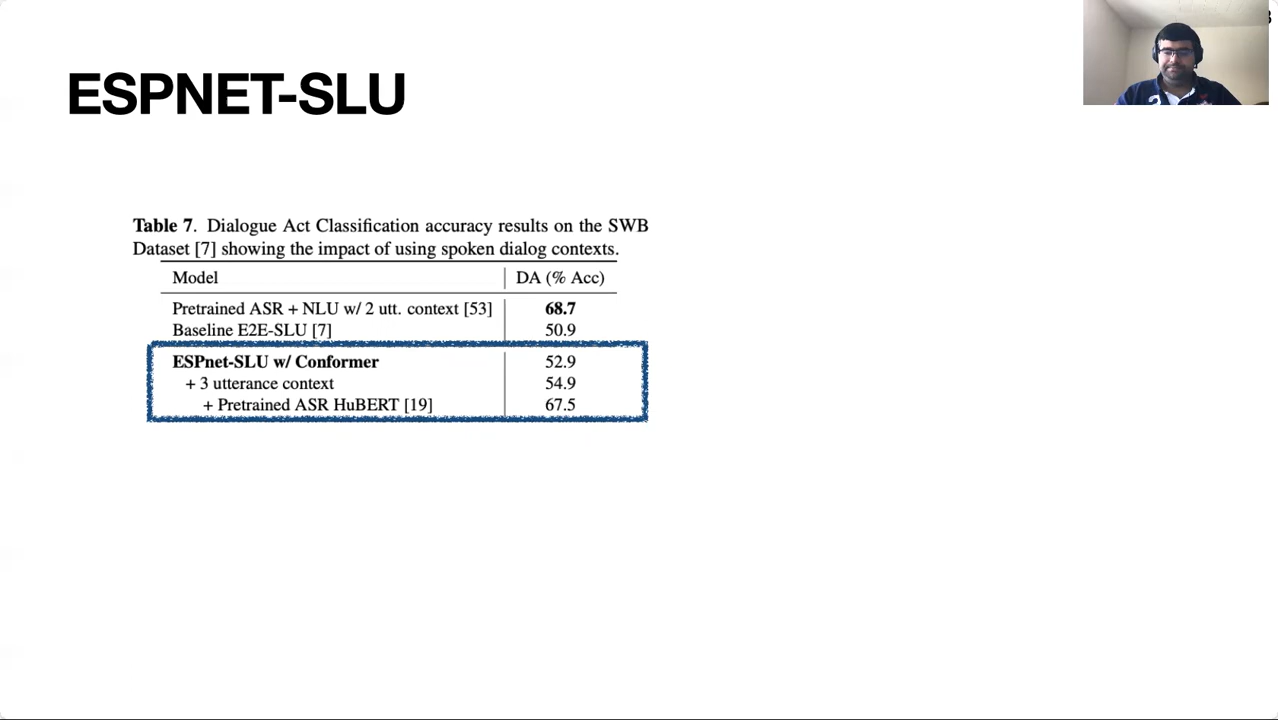 ESPNET-SLU
Table 7. Dialogue Act Classification accuracy results on the SWB
Dataset [7] showing the impact of using spoken dialog contexts.
Model DA (% Acc)
Pretrained ASR + NLU w/ 2 utt. context [53] 68.7
Baseline E2E-SLU [7] 50.9
ESPnet-SLU w/ Conformer 52.9
+ 3 utterance context 54.9
+ Pretrained ASR HuBERT [19] 67.5